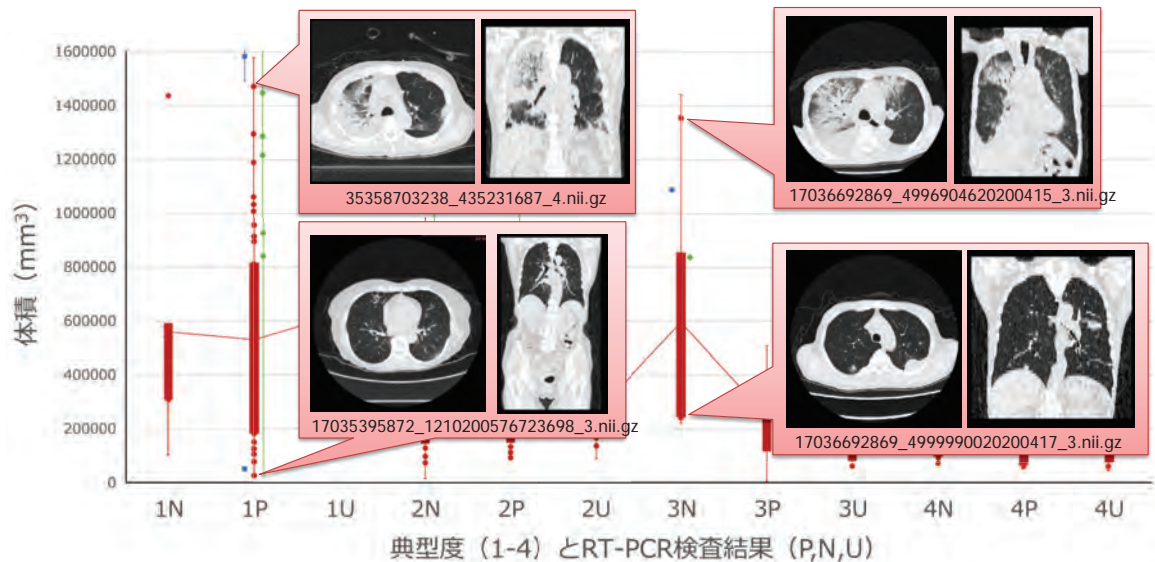 体積（mm³）
1600000
1400000
1200000
1000000
800000
600000
400000
200000
0
35358703238_435231687_4.nii.gz
17036692869_4996904620200415_3.nii.gz
17035395872_1210200576723698_3.nii.gz
17036692869_4999990020200417_3.nii.gz
1N 1P 1U 2N 2P 2U 3N 3P 3U 4N 4P 4U
典型度（1-4）とRT-PCR検査結果（P,N,U）